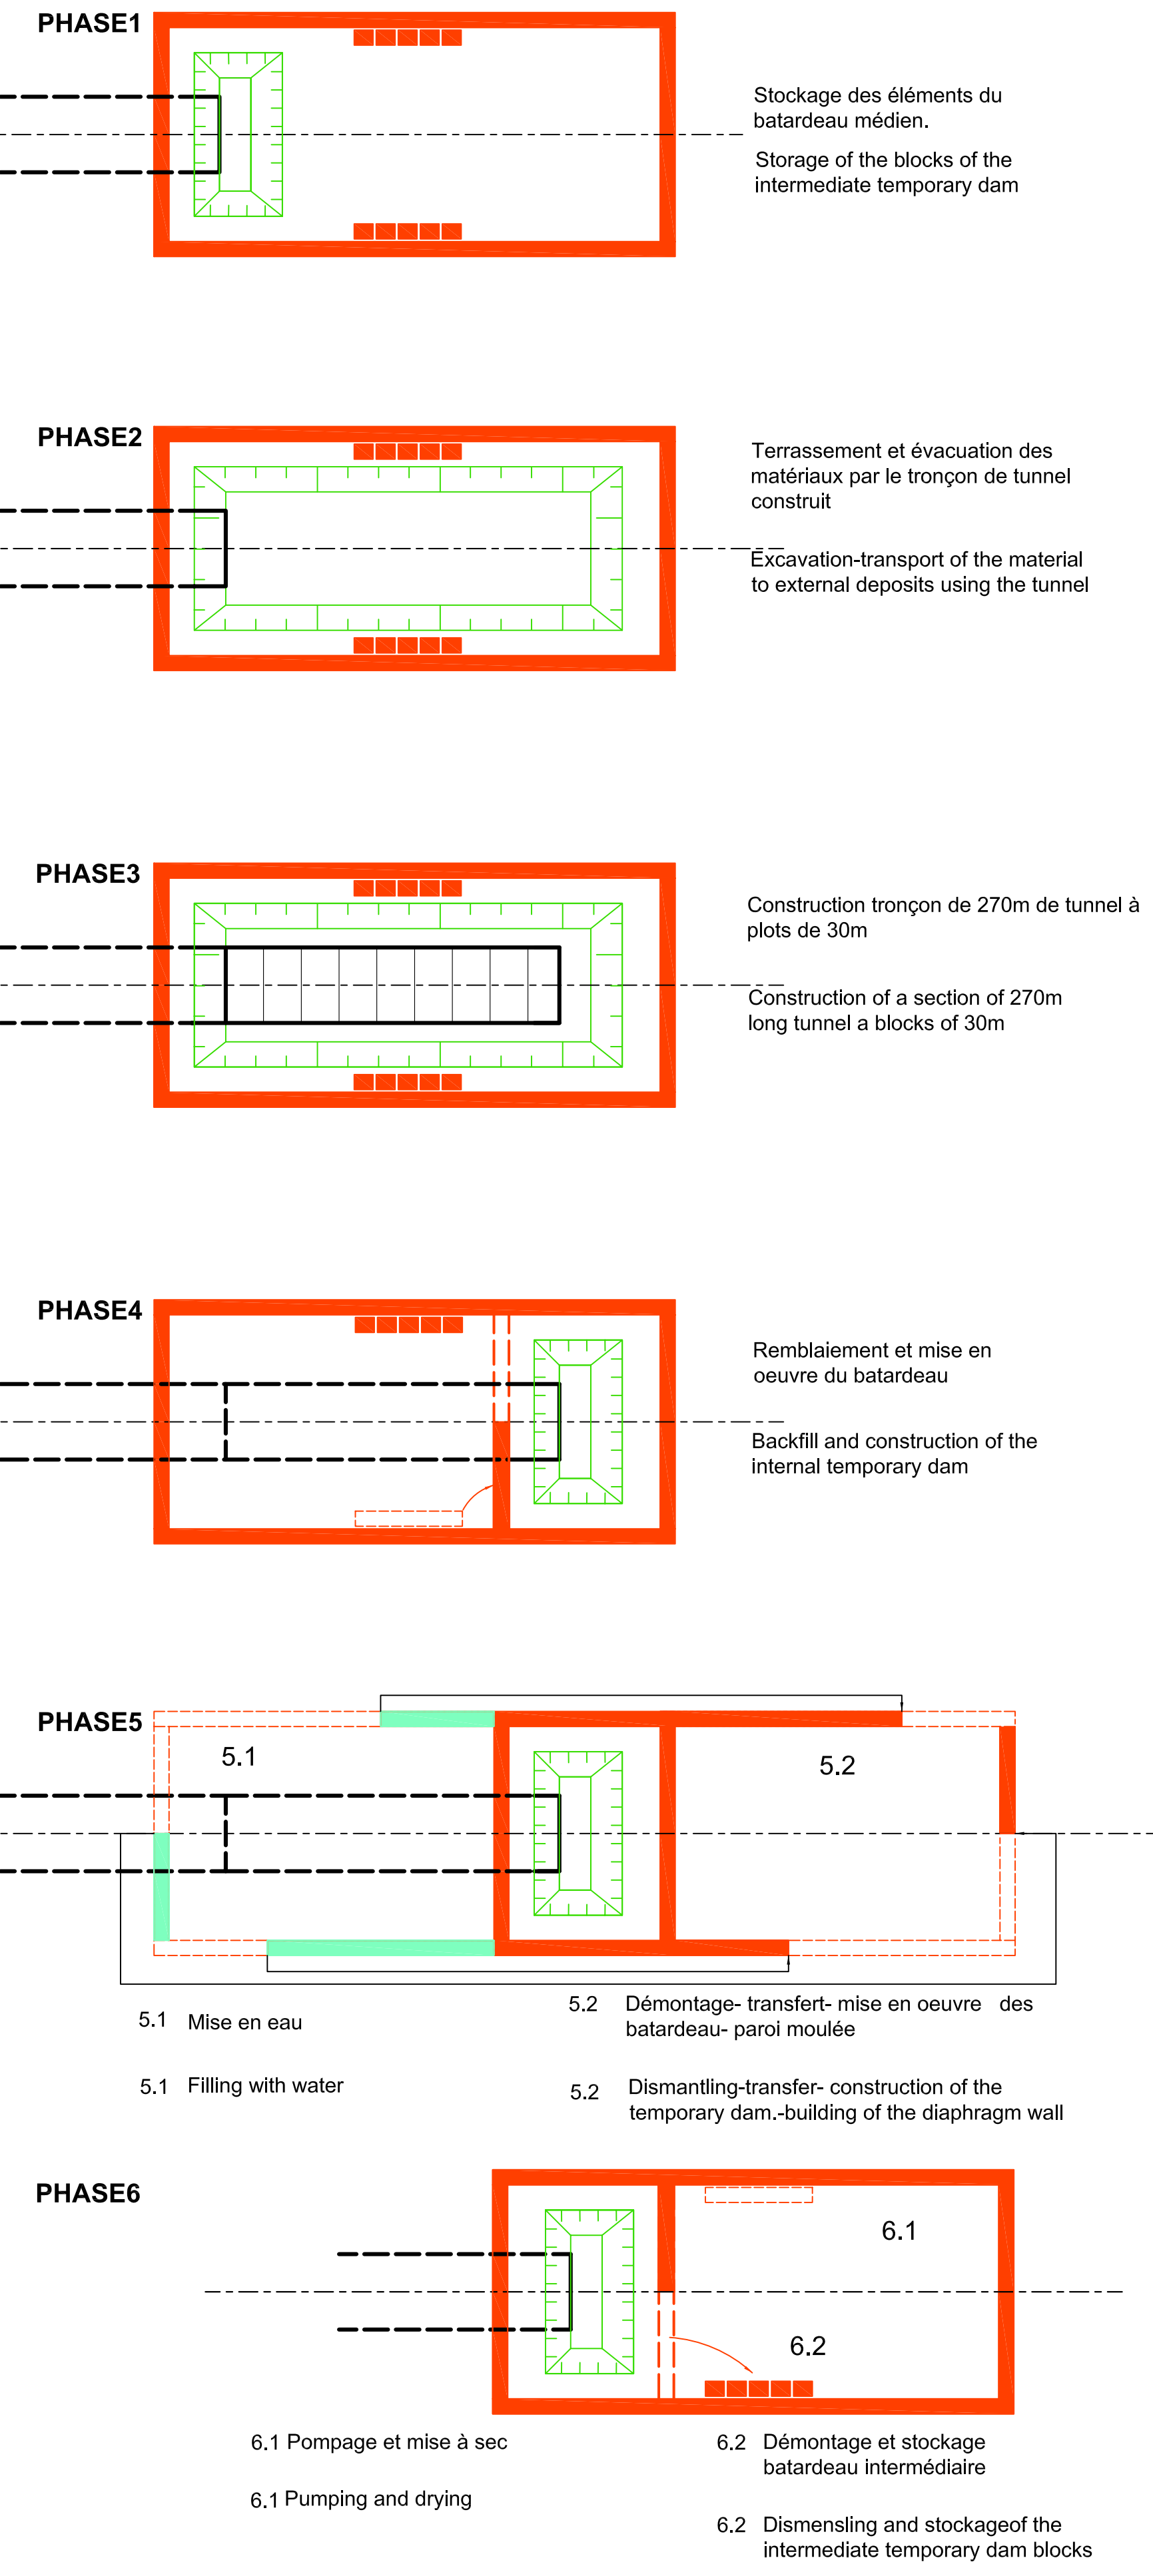 PHASE1
Stockage des éléments du
batardeau médien.
Storage of the blocks of the
intermediate temporary dam
PHASE2
Terrassement et évacuation des
matériaux par le tronçon de tunnel
construit
Excavation-transport of the material
to external deposits using the tunnel
PHASE3
Construction tronçon de 270m de tunnel à
plots de 30m
Construction of a section of 270m
long tunnel a blocks of 30m
PHASE4
Remblaiement et mise en
oeuvre du batardeau
Backfill and construction of the
internal temporary dam
PHASE5
5.1
5.2
5.1 Mise en eau
5.2 Démontage- transfert- mise en oeuvre des
batardeau- paroi moulée
5.1 Filling with water
5.2 Dismantling-transfer- construction of the
temporary dam.-building of the diaphragm wall
PHASE6
6.1
6.2
6.1 Pompage et mise à sec
6.2 Démontage et stockage
batardeau intermédiaire
6.1 Pumping and drying
6.2 Dismensling and stockageof the
intermediate temporary dam blocks